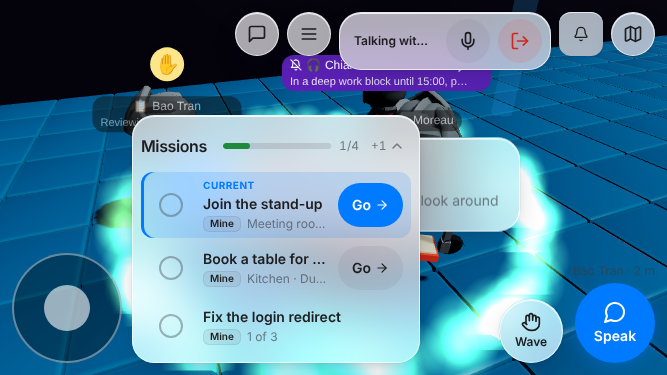 Talking wit...
Chia
In a deep work block until 15:00, p...
Bao Tran
Review
Moreau
Missions
1/4
+1
CURRENT
Join the stand-up
Mine
Meeting roo...
Go
look around
Book a table for ...
Mine
Kitchen · Du...
Go
Fix the login redirect
Mine
1 of 3
Bao Tran · 2 m
Wave
Speak